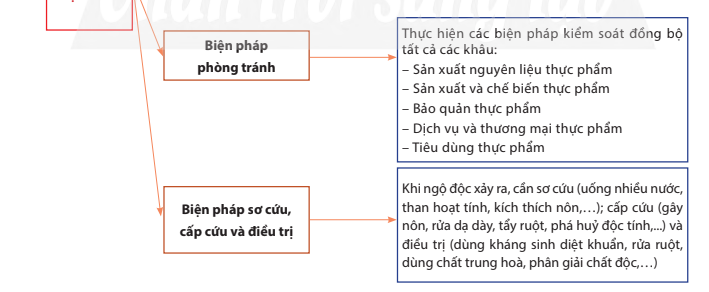 Chân trời sáng tạo
Biện pháp
phòng tránh
Thực hiện các biện pháp kiểm soát đồng bộ
tất cả các khâu:
– Sản xuất nguyên liệu thực phẩm
– Sản xuất và chế biến thực phẩm
– Bảo quản thực phẩm
– Dịch vụ và thương mại thực phẩm
– Tiêu dùng thực phẩm
Biện pháp sơ cứu,
cấp cứu và điều trị
Khi ngộ độc xảy ra, cần sơ cứu (uống nhiều nước,
than hoạt tính, kích thích nôn,…); cấp cứu (gây
nôn, rửa dạ dày, tẩy ruột, phá huỷ độc tính,...) và
điều trị (dùng kháng sinh diệt khuẩn, rửa ruột,
dùng chất trung hoà, phân giải chất độc,…)